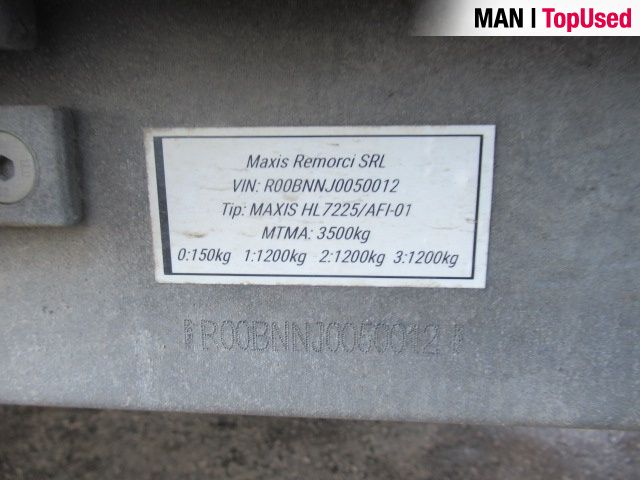 MAN | TopUsed
Maxis Remorci SRL
VIN: R00BNNJ0050012
Tip: MAXIS HL7225/AFI-01
MTMA: 3500kg
0:150kg 1:1200kg 2:1200kg 3:1200kg
R00BNNJ0050012